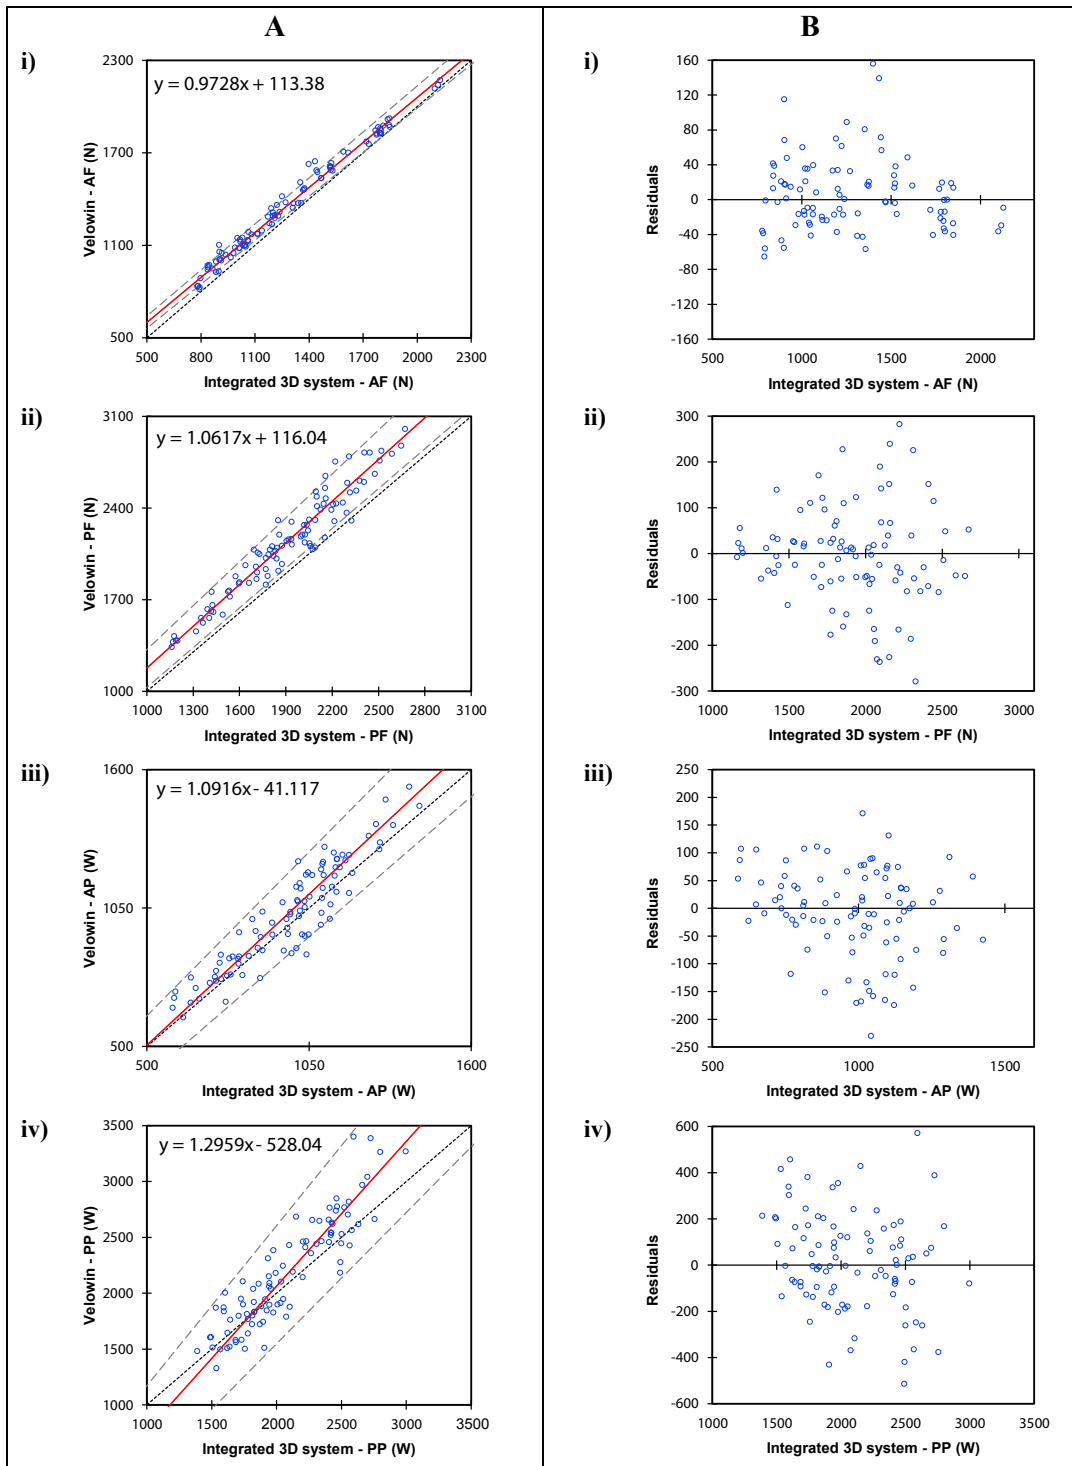 A
B
i)
2300
1700
1100
500
y = 0.9728x + 113.38
Velowin - AF (N)
500 800 1100 1400 1700 2000 2300
Integrated 3D system - AF (N)
i)
160
120
80
40
0
-40
-80
-120
-160
Residuals
500 1000 1500 2000
Integrated 3D system - AF (N)
ii)
3100
2400
1700
1000
y = 1.0617x + 116.04
Velowin - PF (N)
1000 1300 1600 1900 2200 2500 2800 3100
Integrated 3D system - PF (N)
ii)
300
200
100
0
-100
-200
-300
Residuals
1000 1500 2000 2500 3000
Integrated 3D system - PF (N)
iii)
1600
1050
500
y = 1.0916x - 41.117
Velowin - AP (W)
500 1050 1600
Integrated 3D system - AP (W)
iii)
250
200
150
100
50
0
-50
-100
-150
-200
-250
Residuals
500 1000 1500
Integrated 3D system - AP (W)
iv)
3500
3000
2500
2000
1500
1000
y = 1.2959x - 528.04
Velowin - PP (W)
1000 1500 2000 2500 3000 3500
Integrated 3D system - PP (W)
iv)
600
400
200
0
-200
-400
-600
Residuals
1000 1500 2000 2500 3000 3500
Integrated 3D system - PP (W)